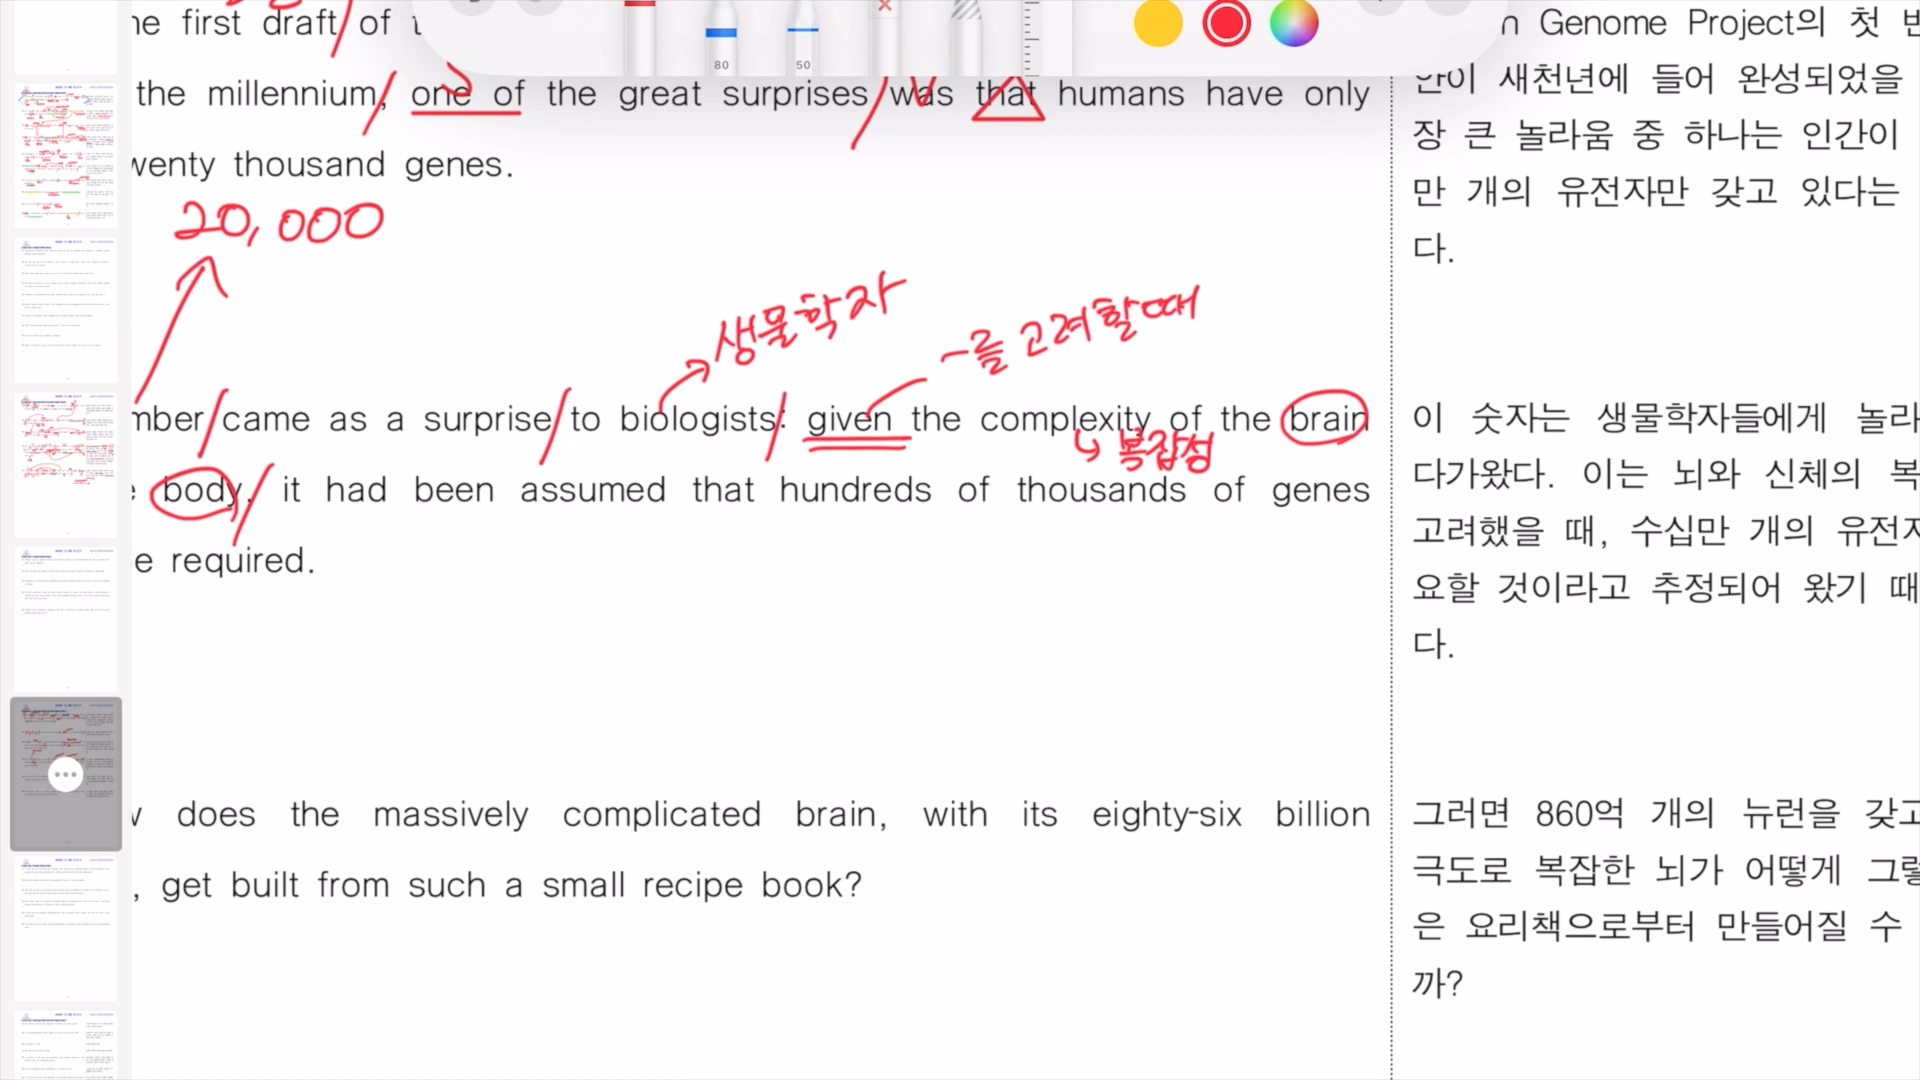 he first draft of t
the millennium, one of the great surprises was that humans have only
wenty thousand genes.
20,000
생물학자
~를 고려할때
mber came as a surprise to biologists: given the complexity of the brain
복잡성
body, it had been assumed that hundreds of thousands of genes
e required.
does the massively complicated brain, with its eighty-six billion
, get built from such a small recipe book?
80
50
n Genome Project의 첫 번
안이 새천년에 들어 완성되었을
장 큰 놀라움 중 하나는 인간이
만 개의 유전자만 갖고 있다는
다.
이 숫자는 생물학자들에게 놀라
다가왔다. 이는 뇌와 신체의 복
고려했을 때, 수십만 개의 유전자
요할 것이라고 추정되어 왔기 때
다.
그러면 860억 개의 뉴런을 갖고
극도로 복잡한 뇌가 어떻게 그렇
은 요리책으로부터 만들어질 수
까?